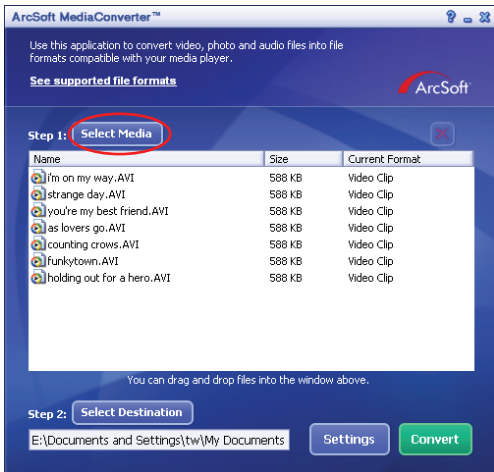 ArcSoft MediaConverter™
Use this application to convert video, photo and audio files into file
formats compatible with your media player.
See supported file formats
ArcSoft®
Step 1: Select Media
Name Size Current Format
i'm on my way.AVI 588 KB Video Clip
strange day.AVI 588 KB Video Clip
you're my best friend.AVI 588 KB Video Clip
as lovers go.AVI 588 KB Video Clip
counting crows.AVI 588 KB Video Clip
funkytown.AVI 588 KB Video Clip
holding out for a hero.AVI 588 KB Video Clip
You can drag and drop files into the window above.
Step 2: Select Destination
E:\Documents and Settings\tw\My Documents Settings Convert